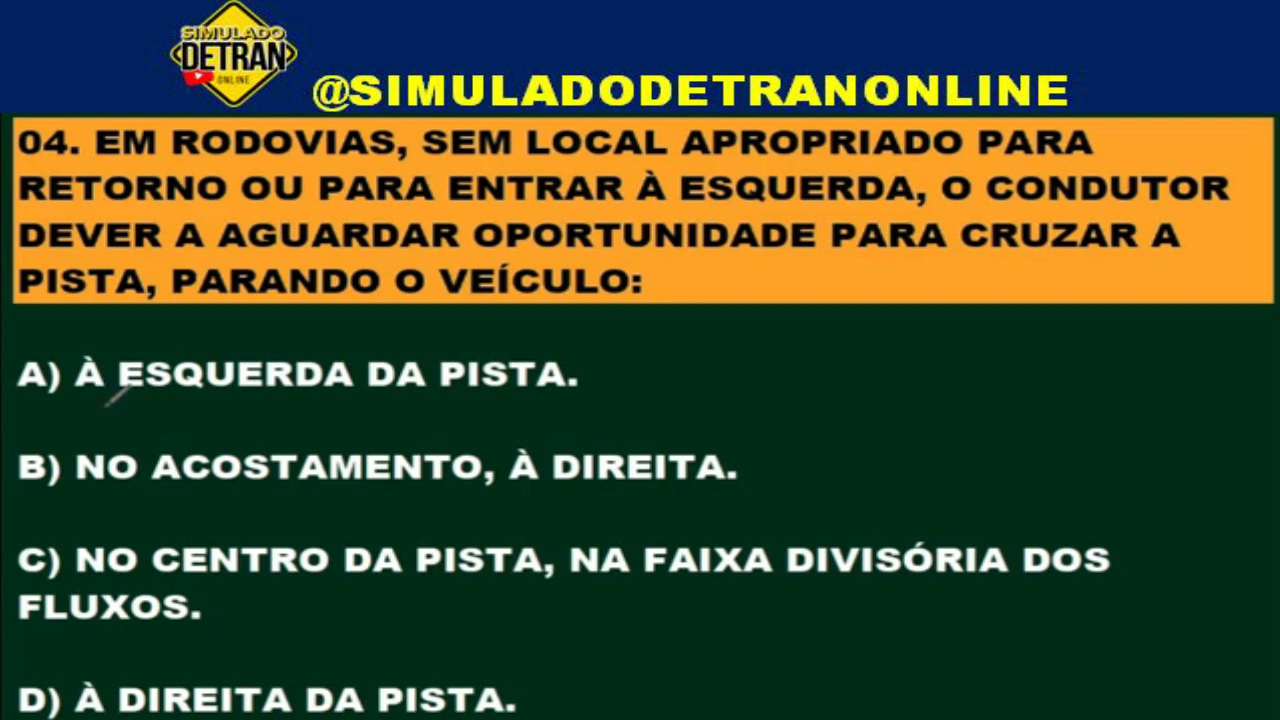 SIMULADO
DETRAN
ONLINE
@SIMULADODETRANONLINE
04. EM RODOVIAS, SEM LOCAL APROPRIADO PARA
RETORNO OU PARA ENTRAR À ESQUERDA, O CONDUTOR
DEVER A AGUARDAR OPORTUNIDADE PARA CRUZAR A
PISTA, PARANDO O VEÍCULO:
A) À ESQUERDA DA PISTA.
B) NO ACOSTAMENTO, À DIREITA.
C) NO CENTRO DA PISTA, NA FAIXA DIVISÓRIA DOS
FLUXOS.
D) À DIREITA DA PISTA.